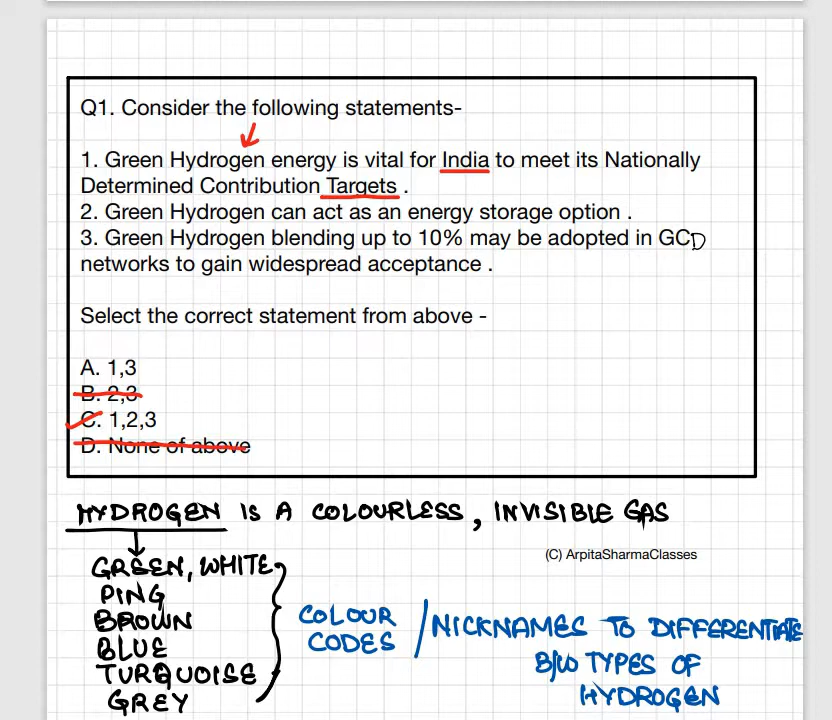 Q1. Consider the following statements-
1. Green Hydrogen energy is vital for India to meet its Nationally
Determined Contribution Targets .
2. Green Hydrogen can act as an energy storage option .
3. Green Hydrogen blending up to 10% may be adopted in GCD
networks to gain widespread acceptance .
Select the correct statement from above -
A. 1,3
B. 2,3
C. 1,2,3
D. None of above
HYDROGEN IS A COLOURLESS, INVISIBLE GAS
(C) ArpitaSharmaClasses
GREEN, WHITE
PING
BROWN
BLUE
TURQUOISE
GREY
COLOUR
CODES
/NICKNAMES TO DIFFERENTIATE
B/W TYPES OF
HYDROGEN